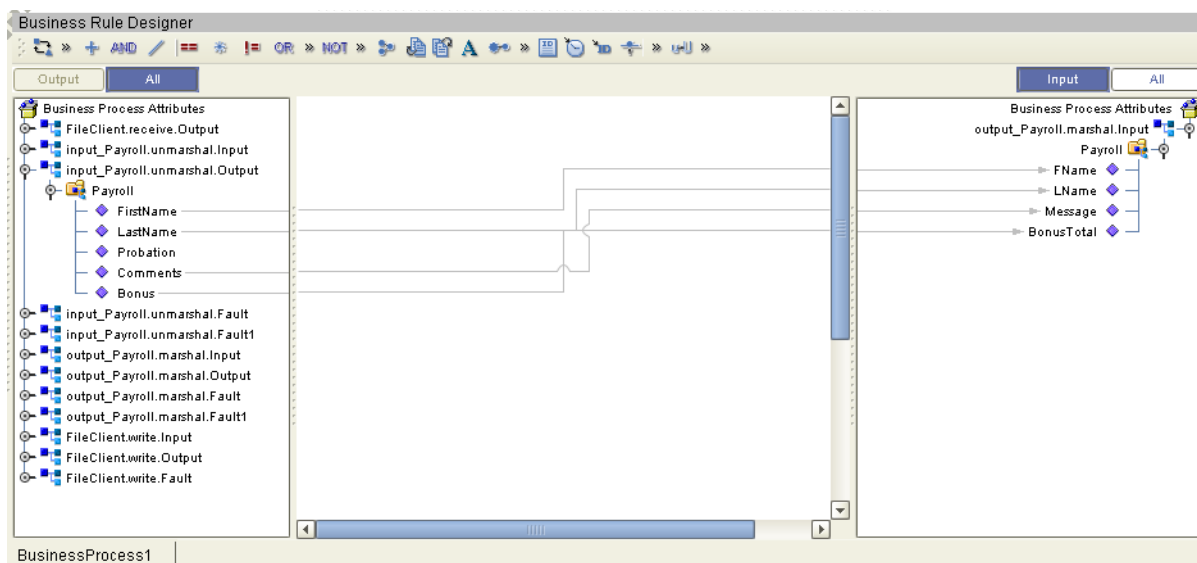 Business Rule Designer
» AND == != OR » NOT » A » ID ID » »
Output All
Input All
Business Process Attributes
FileClient.receive.Output
input_Payroll.unmarshal.Input
input_Payroll.unmarshal.Output
Payroll
FirstName
LastName
Probation
Comments
Bonus
input_Payroll.unmarshal.Fault
input_Payroll.unmarshal.Fault1
output_Payroll.marshal.Input
output_Payroll.marshal.Output
output_Payroll.marshal.Fault
output_Payroll.marshal.Fault1
FileClient.write.Input
FileClient.write.Output
FileClient.write.Fault
Business Process Attributes
output_Payroll.marshal.Input
Payroll
FName
LName
Message
BonusTotal
BusinessProcess1